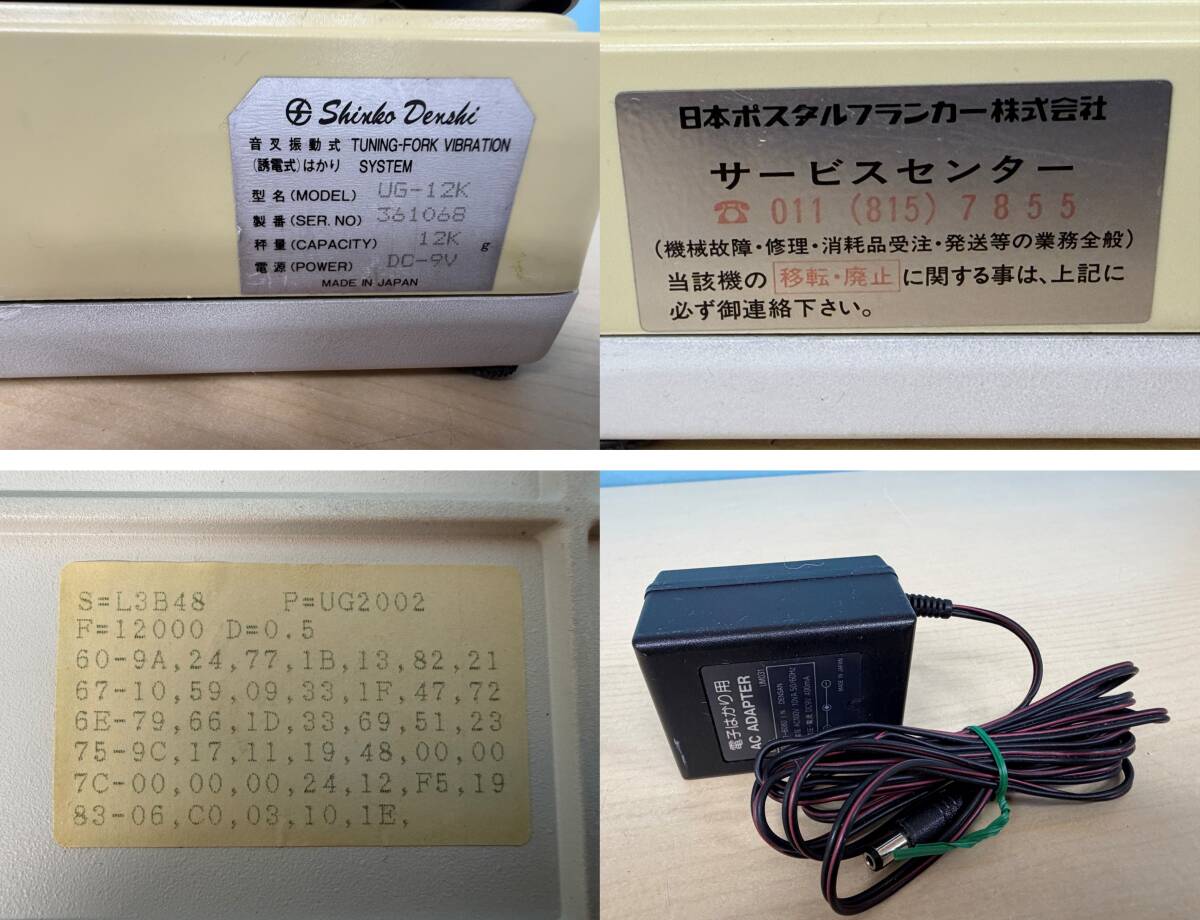 Shinko Denshi
音叉振動式 TUNING-FORK VIBRATION
(誘電式)はかり SYSTEM
型名(MODEL) UG-12K
製番(SER.NO) 361068
秤量(CAPACITY) 12K g
電源(POWER) DC-9V
MADE IN JAPAN
日本ポスタルフランカー株式会社
サービスセンター
☎ 011 (815) 7855
(機械故障・修理・消耗品受注・発送等の業務全般)
当該機の 移転・廃止 に関する事は、上記に
必ず御連絡下さい。
S=L3B48 P=UG2002
F=12000 D=0.5
60-9A,24,77,1B,13,82,21
67-10,59,09,33,1F,47,72
6E-79,66,1D,33,69,51,23
75-9C,17,11,19,48,00,00
7C-00,00,00,24,12,F5,19
83-06,C0,03,10,1E,
電子はかり用
AC ADAPTER
MADE IN JAPAN